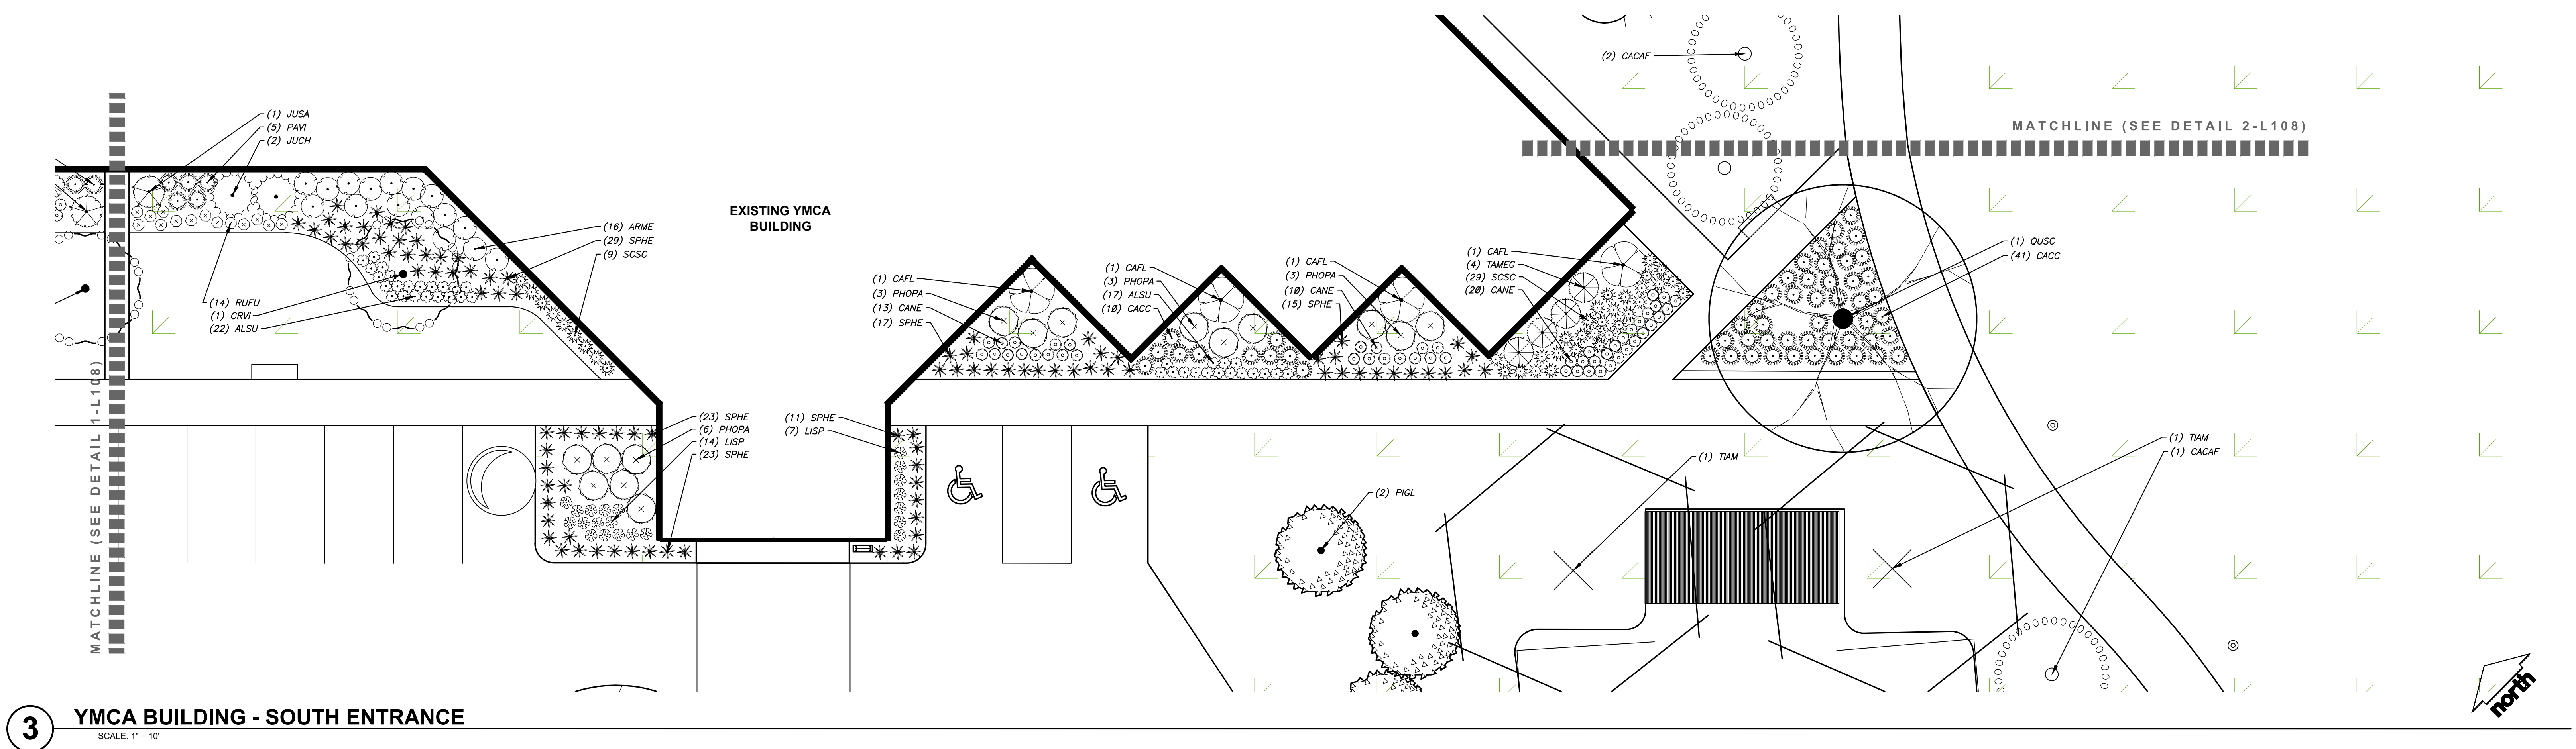 (2) CACAF
MATCHLINE (SEE DETAIL 2-L108)
(1) JUSA
(5) PAVI
(2) JUCH
EXISTING YMCA
BUILDING
(16) ARME
(29) SPHE
(9) SCSC
(14) RUFU
(1) CRVI
(22) ALSU
(1) CAFL
(3) PHOPA
(13) CANE
(17) SPHE
(1) CAFL
(3) PHOPA
(17) ALSU
(10) CACC
(1) CAFL
(3) PHOPA
(10) CANE
(15) SPHE
(1) CAFL
(4) TAMEG
(29) SCSC
(20) CANE
(1) QUSC
(41) CACC
MATCHLINE (SEE DETAIL 1-L108)
(23) SPHE
(6) PHOPA
(14) LISP
(23) SPHE
(11) SPHE
(7) LISP
(2) PIGL
(1) TIAM
(1) TIAM
(1) CACAF
north
3
YMCA BUILDING - SOUTH ENTRANCE
SCALE: 1" = 10'